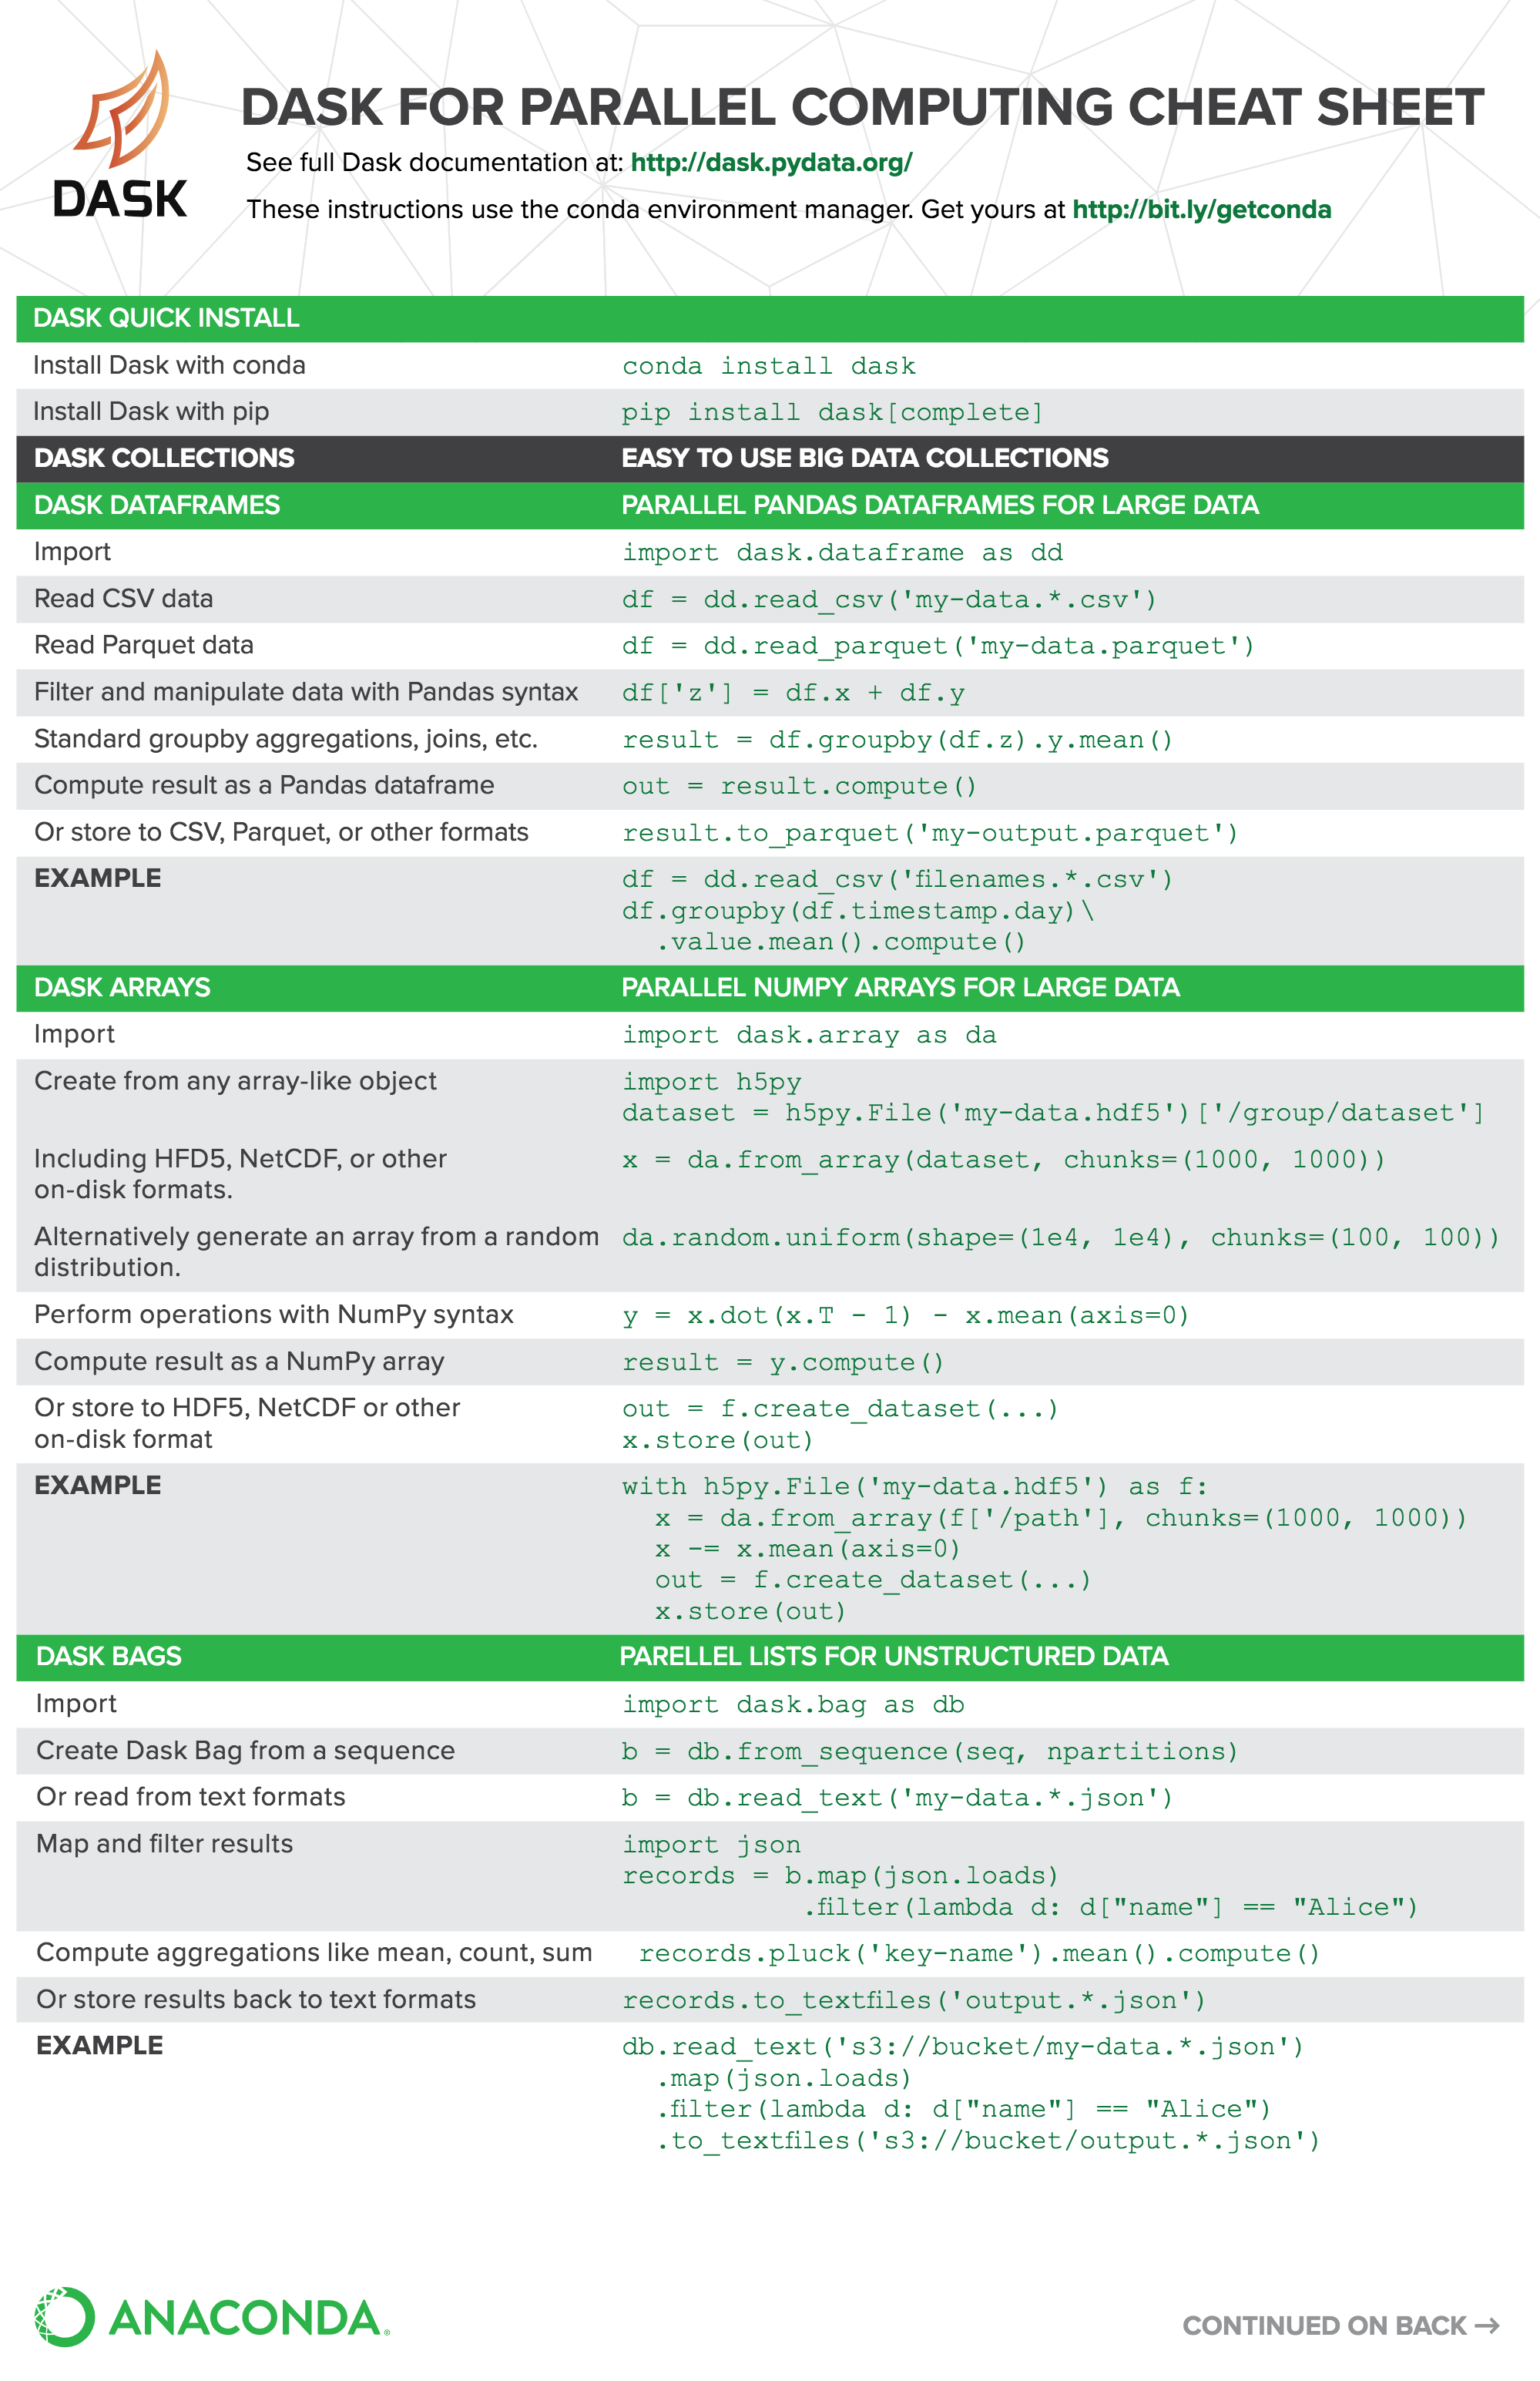 DASK
DASK FOR PARALLEL COMPUTING CHEAT SHEET
See full Dask documentation at: http://dask.pydata.org/
These instructions use the conda environment manager. Get yours at http://bit.ly/getconda
DASK QUICK INSTALL
Install Dask with conda conda install dask
Install Dask with pip pip install dask[complete]
DASK COLLECTIONS EASY TO USE BIG DATA COLLECTIONS
DASK DATAFRAMES PARALLEL PANDAS DATAFRAMES FOR LARGE DATA
Import import dask.dataframe as dd
Read CSV data df = dd.read_csv('my-data.*.csv')
Read Parquet data df = dd.read_parquet('my-data.parquet')
Filter and manipulate data with Pandas syntax df['z'] = df.x + df.y
Standard groupby aggregations, joins, etc. result = df.groupby(df.z).y.mean()
Compute result as a Pandas dataframe out = result.compute()
Or store to CSV, Parquet, or other formats result.to_parquet('my-output.parquet')
EXAMPLE df = dd.read_csv('filenames.*.csv')
df.groupby(df.timestamp.day)\
.value.mean().compute()
DASK ARRAYS PARALLEL NUMPY ARRAYS FOR LARGE DATA
Import import dask.array as da
Create from any array-like object import h5py
dataset = h5py.File('my-data.hdf5')['/group/dataset']
Including HFD5, NetCDF, or other x = da.from_array(dataset, chunks=(1000, 1000))
on-disk formats.
Alternatively generate an array from a random da.random.uniform(shape=(1e4, 1e4), chunks=(100, 100))
distribution.
Perform operations with NumPy syntax y = x.dot(x.T - 1) - x.mean(axis=0)
Compute result as a NumPy array result = y.compute()
Or store to HDF5, NetCDF or other out = f.create_dataset(...)
on-disk format x.store(out)
EXAMPLE with h5py.File('my-data.hdf5') as f:
x = da.from_array(f['/path'], chunks=(1000, 1000))
x -= x.mean(axis=0)
out = f.create_dataset(...)
x.store(out)
DASK BAGS PARELLEL LISTS FOR UNSTRUCTURED DATA
Import import dask.bag as db
Create Dask Bag from a sequence b = db.from_sequence(seq, npartitions)
Or read from text formats b = db.read_text('my-data.*.json')
Map and filter results import json
records = b.map(json.loads)
.filter(lambda d: d["name"] == "Alice")
Compute aggregations like mean, count, sum records.pluck('key-name').mean().compute()
Or store results back to text formats records.to_textfiles('output.*.json')
EXAMPLE db.read_text('s3://bucket/my-data.*.json')
.map(json.loads)
.filter(lambda d: d["name"] == "Alice")
.to_textfiles('s3://bucket/output.*.json')
ANACONDA®
CONTINUED ON BACK →